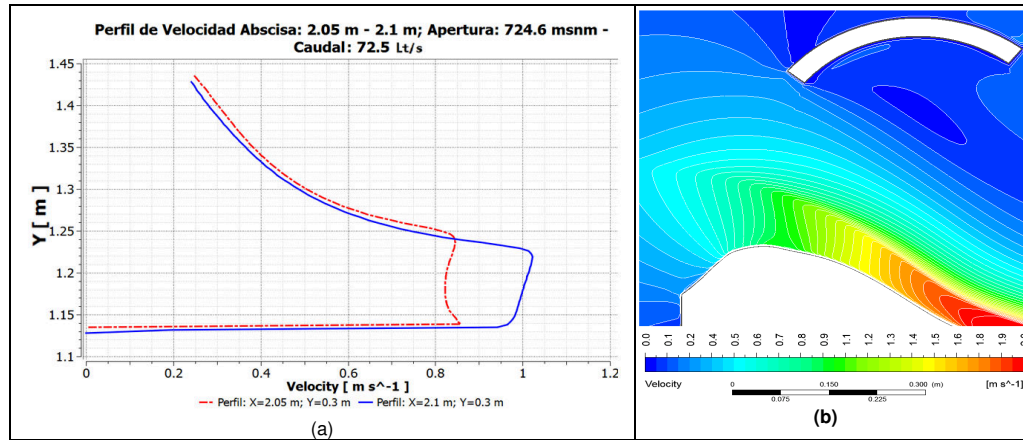 Perfil de Velocidad Abscisa: 2.05 m - 2.1 m; Apertura: 724.6 msnm -
Caudal: 72.5 Lt/s
1.45
1.4
1.35
1.3
1.25
1.2
1.15
1.1
Y [ m ]
0 0.2 0.4 0.6 0.8 1 1.2
Velocity [ m s^-1 ]
Perfil: X=2.05 m; Y=0.3 m Perfil: X=2.1 m; Y=0.3 m
(a)
0.0 0.1 0.2 0.3 0.4 0.5 0.6 0.7 0.8 0.9 1.0 1.1 1.2 1.3 1.4 1.5 1.6 1.7 1.8 1.9 2.0
Velocity 0 0.150 0.300 (m) [m s^-1]
0.075 0.225
(b)